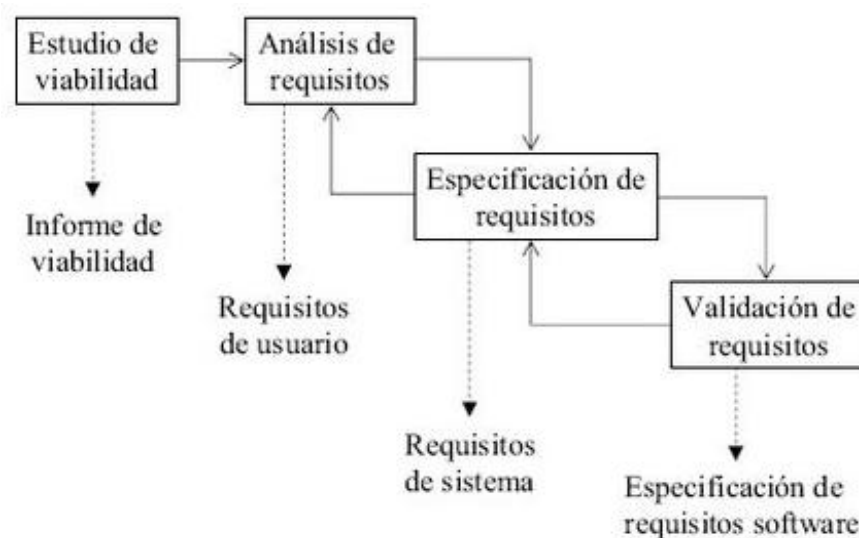 Estudio de
viabilidad
Análisis de
requisitos
Especificación de
requisitos
Informe de
viabilidad
Validación de
requisitos
Requisitos
de usuario
Requisitos
de sistema
Especificación de
requisitos software